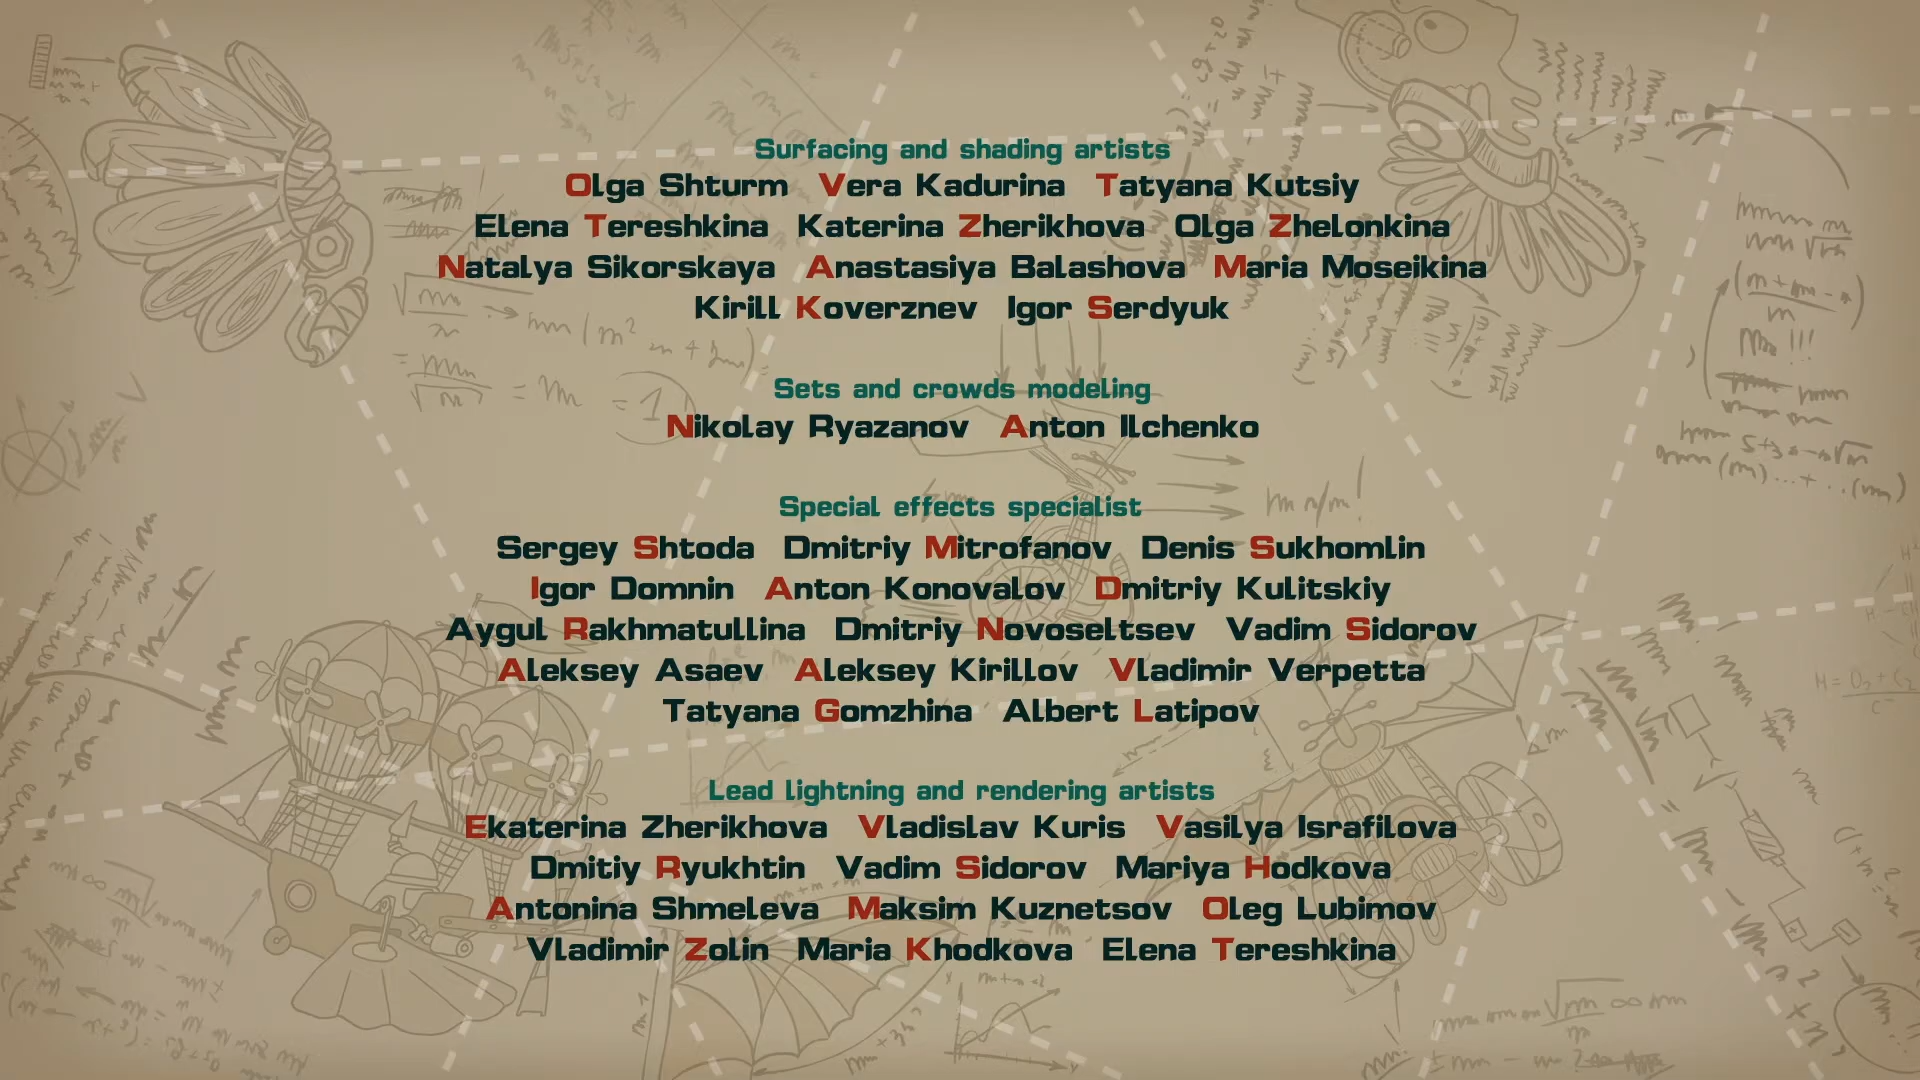 Surfacing and shading artists
Olga Shturm Vera Kadurina Tatyana Kutsiy
Elena Tereshkina Katerina Zherikhova Olga Zhelonkina
Natalya Sikorskaya Anastasiya Balashova Maria Moseikina
Kirill Koverznev Igor Serdyuk
Sets and crowds modeling
Nikolay Ryazanov Anton Ilchenko
Special effects specialist
Sergey Shtoda Dmitriy Mitrofanov Denis Sukhomlin
Igor Domnin Anton Konovalov Dmitriy Kulitskiy
Aygul Rakhmatullina Dmitriy Novoseltsev Vadim Sidorov
Aleksey Asaev Aleksey Kirillov Vladimir Verpetta
Tatyana Gomzhina Albert Latipov
Lead lightning and rendering artists
Ekaterina Zherikhova Vladislav Kuris Vasilya Israfilova
Dmitiy Ryukhtin Vadim Sidorov Mariya Hodkova
Antonina Shmeleva Maksim Kuznetsov Oleg Lubimov
Vladimir Zolin Maria Khodkova Elena Tereshkina